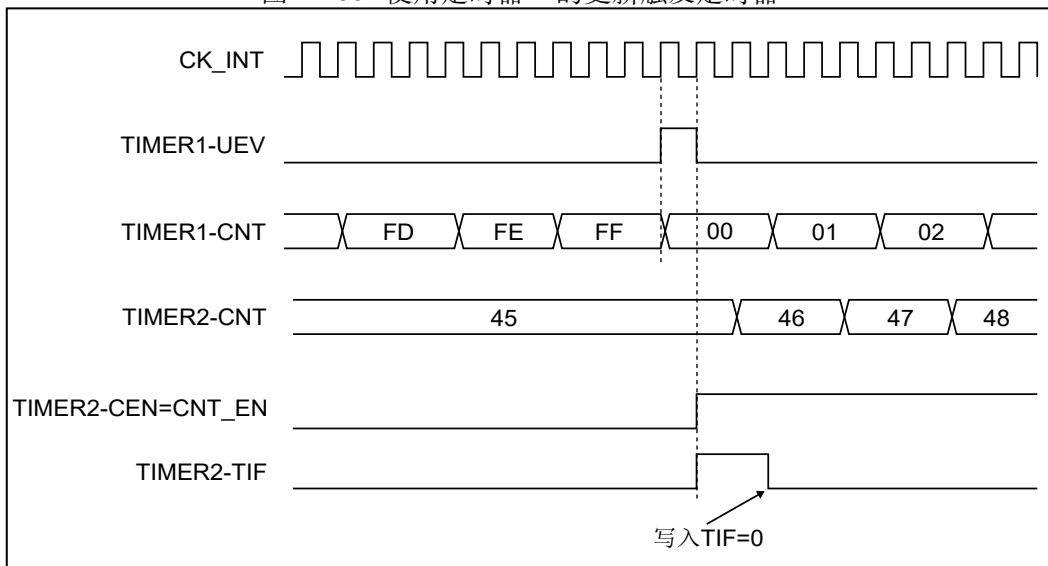 CK_INT
TIMER1-UEV
TIMER1-CNT FD FE FF 00 01 02
TIMER2-CNT 45 46 47 48
TIMER2-CEN=CNT_EN
TIMER2-TIF
写入TIF=0